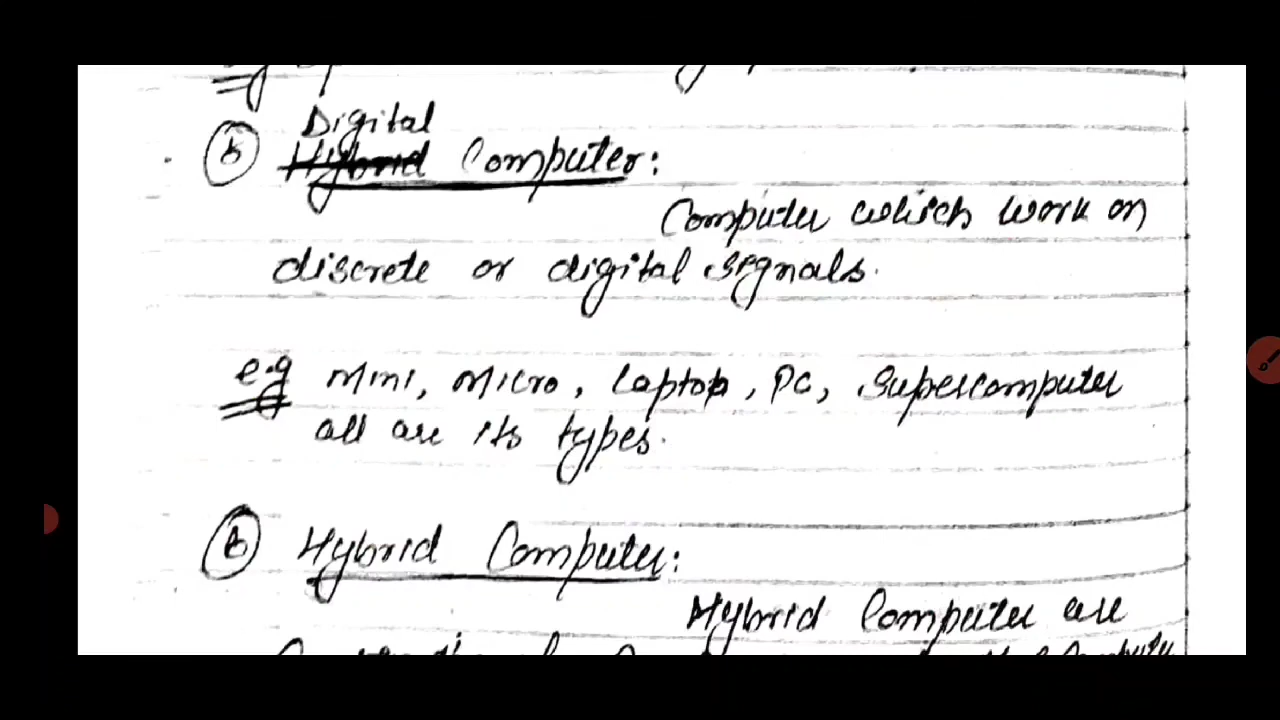 Digital
(b) Hybrid Computer:
Computer which work on
discrete or digital signals.
e.g Mini, Micro, Laptop, PC, Supercomputer
all are its types.
(b) Hybrid Computer:
Hybrid Computer are